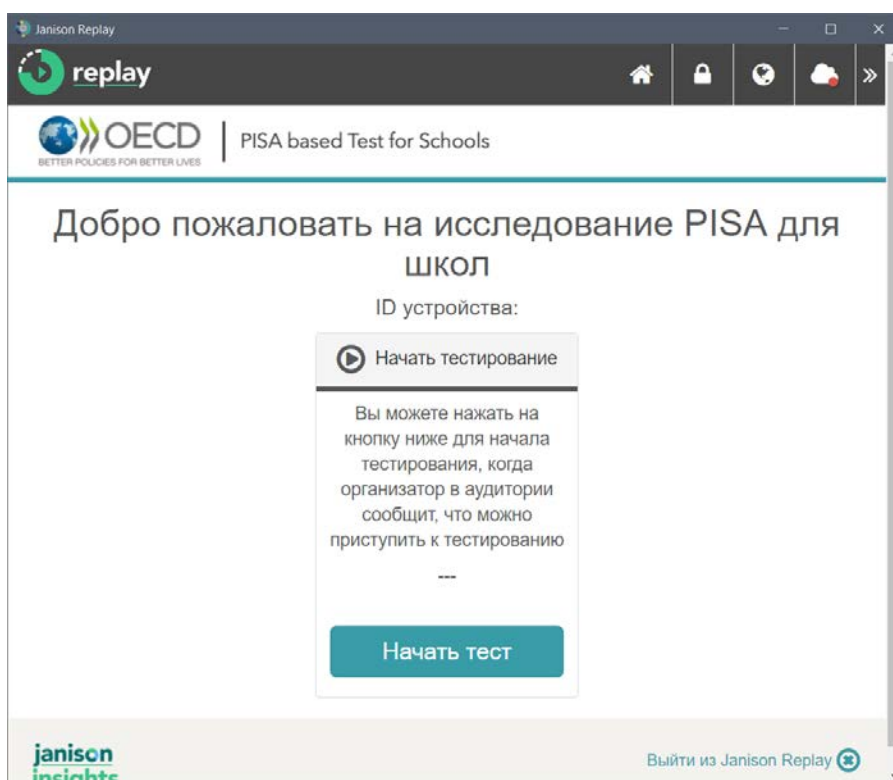 Janison Replay
replay
OECD
BETTER POLICIES FOR BETTER LIVES
PISA based Test for Schools
Добро пожаловать на исследование PISA для
школ
ID устройства:
Начать тестирование
Вы можете нажать на
кнопку ниже для начала
тестирования, когда
организатор в аудитории
сообщит, что можно
приступить к тестированию
---
Начать тест
janison
insights
Выйти из Janison Replay